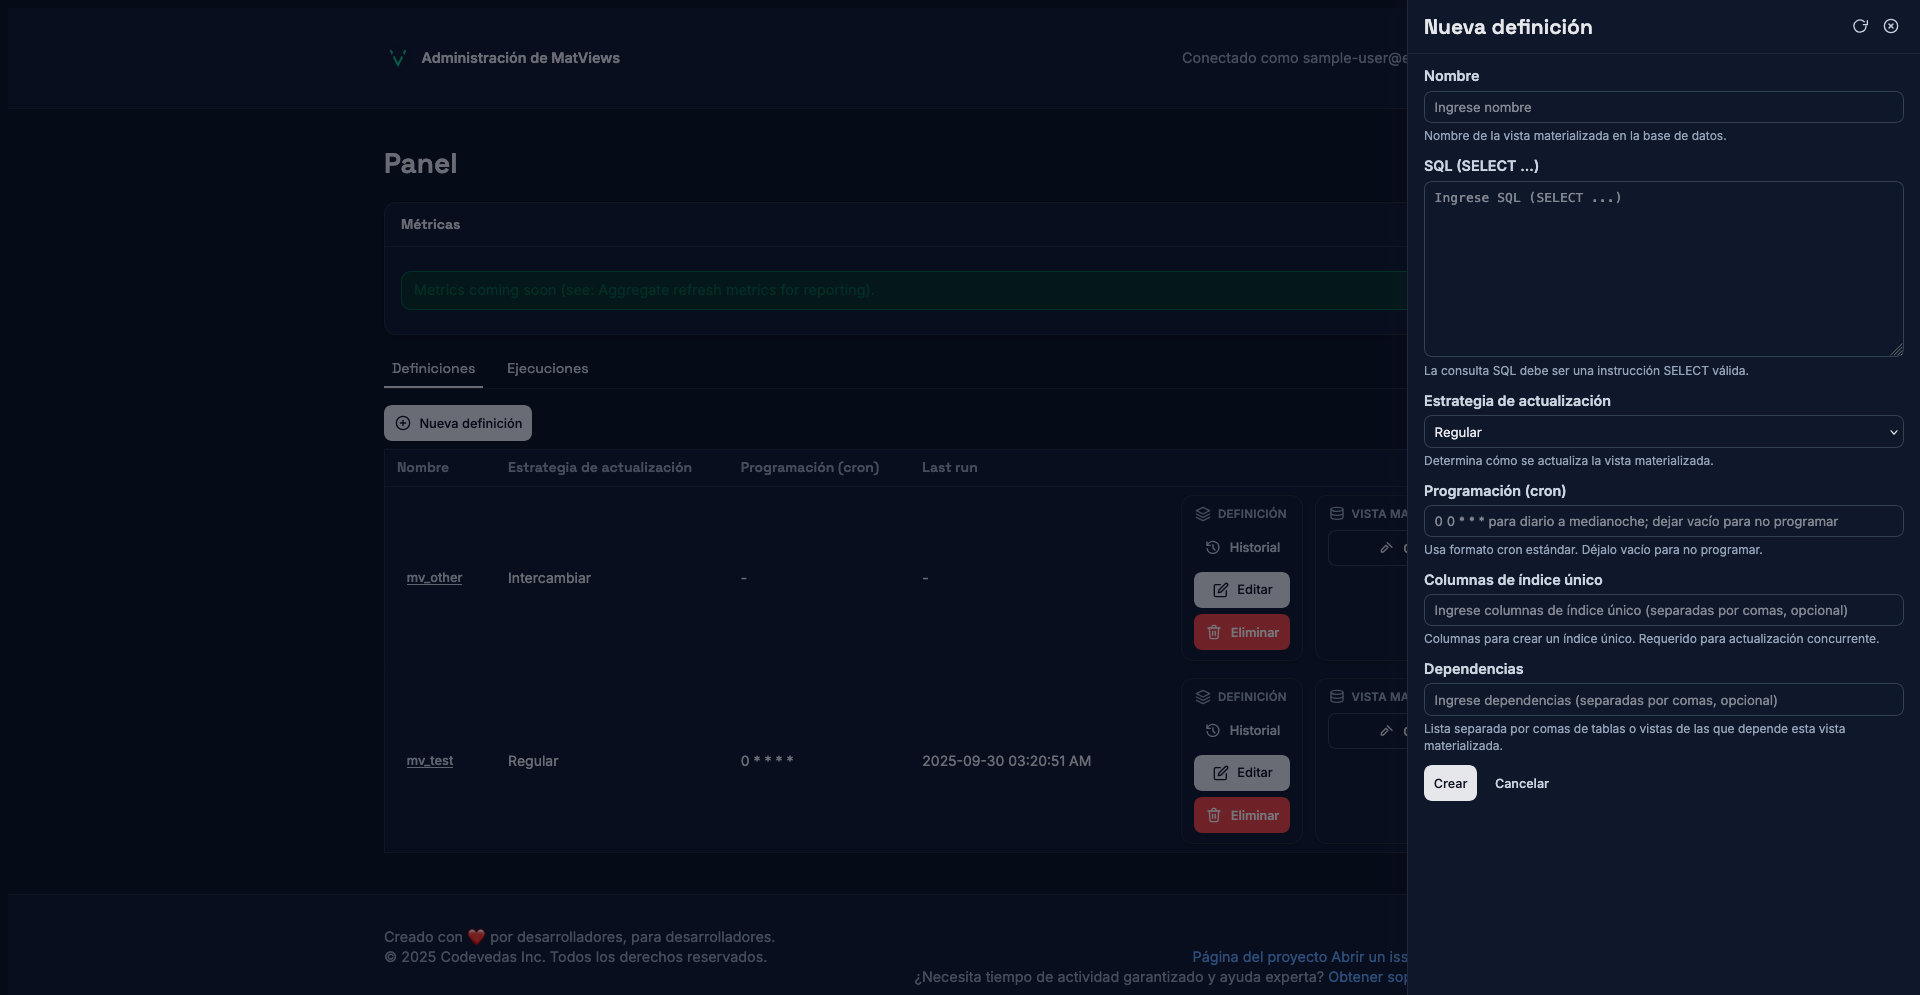 Administración de MatViews
Conectado como sample-user@e
Panel
Métricas
Metrics coming soon (see: Aggregate refresh metrics for reporting).
Definiciones
Ejecuciones
Nueva definición
Nombre
Estrategia de actualización
Programación (cron)
Last run
mv_other
Intercambiar
-
-
DEFINICIÓN
Historial
Editar
Eliminar
VISTA MA
mv_test
Regular
0 * * * *
2025-09-30 03:20:51 AM
DEFINICIÓN
Historial
Editar
Eliminar
VISTA MA
Creado con ❤️ por desarrolladores, para desarrolladores.
© 2025 Codevedas Inc. Todos los derechos reservados.
Página del proyecto Abrir un iss
¿Necesita tiempo de actividad garantizado y ayuda experta? Obtener sop
Nueva definición
Nombre
Ingrese nombre
Nombre de la vista materializada en la base de datos.
SQL (SELECT ...)
Ingrese SQL (SELECT ...)
La consulta SQL debe ser una instrucción SELECT válida.
Estrategia de actualización
Regular
Determina cómo se actualiza la vista materializada.
Programación (cron)
0 0 * * * para diario a medianoche; dejar vacío para no programar
Usa formato cron estándar. Déjalo vacío para no programar.
Columnas de índice único
Ingrese columnas de índice único (separadas por comas, opcional)
Columnas para crear un índice único. Requerido para actualización concurrente.
Dependencias
Ingrese dependencias (separadas por comas, opcional)
Lista separada por comas de tablas o vistas de las que depende esta vista
materializada.
Crear
Cancelar